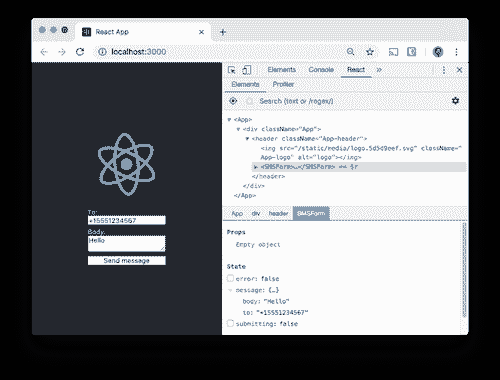 React App
localhost:3000
Elements Console React
Elements Profiler
Search (text or /regex/)
<App>
<div className="App">
<header className="App-header">
<img src="/static/media/logo.5d5d9eef.svg" className=
"App-logo" alt="logo"></img>
<SMSForm>…</SMSForm> == $r
</header>
</div>
</App>
To:
+15551234567
Body:
Hello
Send message
App div header SMSForm
Props
Empty object
State
error: false
message: {…}
body: "Hello"
to: "+15551234567"
submitting: false